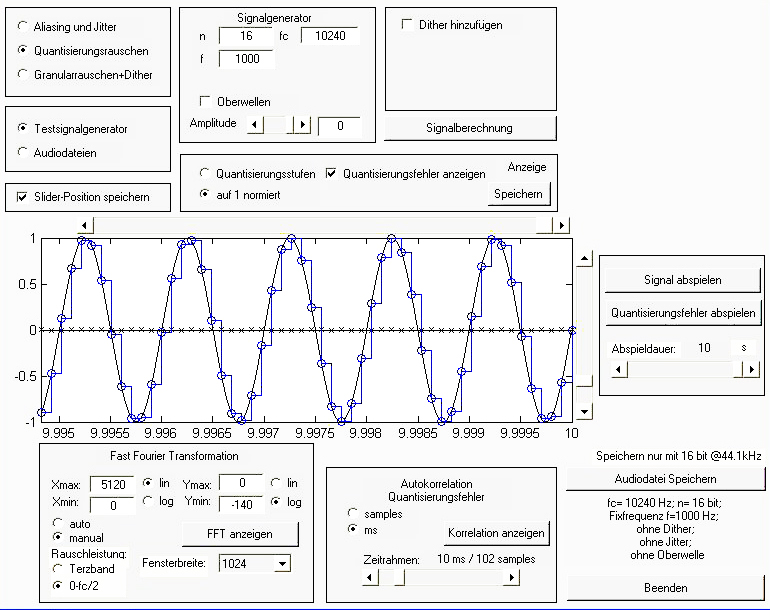 Aliasing und Jitter
Quantisierungsrauschen
Granularrauschen+Dither
Testsignalgenerator
Audiodateien
Slider-Position speichern
Signalgenerator
n 16 fc 10240
f 1000
Oberwellen
Amplitude 0
Dither hinzufügen
Signalberechnung
Anzeige
Quantisierungsstufen Quantisierungsfehler anzeigen
auf 1 normiert Speichern
1
0.5
0
-0.5
-1
9.995 9.9955 9.996 9.9965 9.997 9.9975 9.998 9.9985 9.999 9.9995 10
Signal abspielen
Quantisierungsfehler abspielen
Abspieldauer: 10 s
Fast Fourier Transformation
Xmax: 5120 lin Ymax: 0 lin
Xmin: 0 log Ymin: -140 log
auto
manual
FFT anzeigen
Rauschleistung:
Terzband
0-fc/2
Fensterbreite: 1024
Autokorrelation
Quantisierungsfehler
samples
ms
Korrelation anzeigen
Zeitrahmen: 10 ms / 102 samples
Speichern nur mit 16 bit @44.1kHz
Audiodatei Speichern
fc= 10240 Hz; n= 16 bit;
Fixfrequenz f=1000 Hz;
ohne Dither;
ohne Jitter;
ohne Oberwelle
Beenden